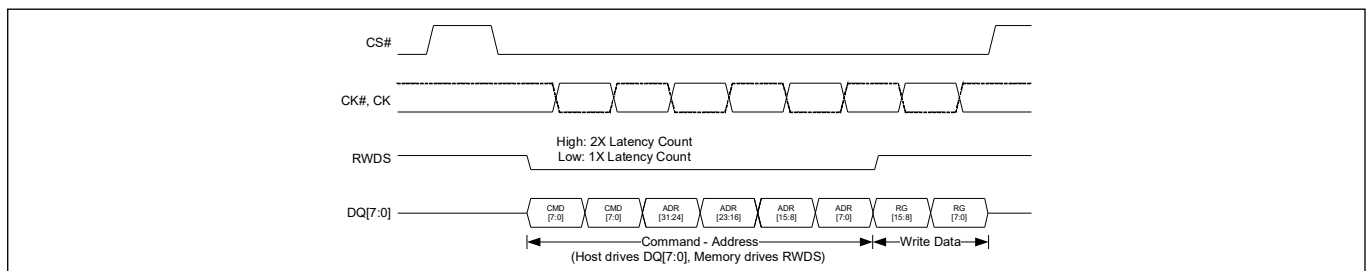 CS#
CK#, CK
High: 2X Latency Count
RWDS
Low: 1X Latency Count
DQ[7:0]
CMD CMD ADR ADR ADR ADR RG RG
[7:0] [7:0] [31:24] [23:16] [15:8] [7:0] [15:8] [7:0]
Command - Address Write Data
(Host drives DQ[7:0], Memory drives RWDS)